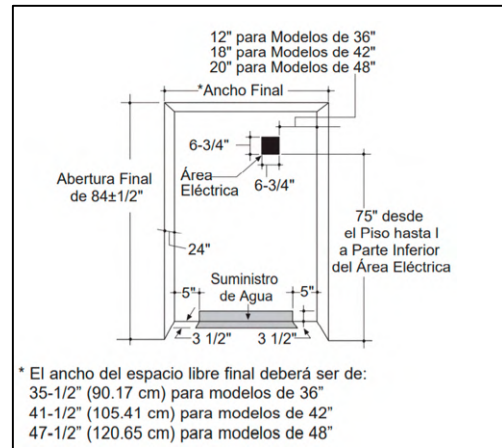 12" para Modelos de 36"
18" para Modelos de 42"
20" para Modelos de 48"
*Ancho Final
6-3/4"
Área
Eléctrica
6-3/4"
Abertura Final
de 84±1/2"
75" desde
el Piso hasta l
a Parte Inferior
del Área Eléctrica
24"
Suministro
de Agua
5"
5"
3 1/2"
3 1/2"
* El ancho del espacio libre final deberá ser de:
35-1/2" (90.17 cm) para modelos de 36"
41-1/2" (105.41 cm) para modelos de 42"
47-1/2" (120.65 cm) para modelos de 48"